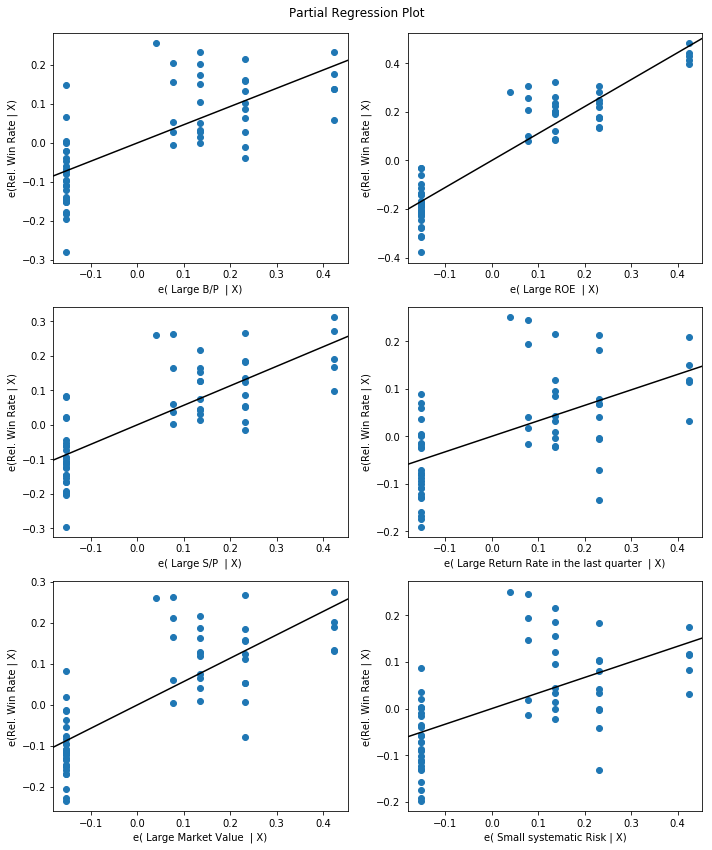 Partial Regression Plot
e(Rel. Win Rate | X)
0.2
0.1
0.0
−0.1
−0.2
−0.3
−0.1 0.0 0.1 0.2 0.3 0.4
e( Large B/P | X)
e(Rel. Win Rate | X)
0.4
0.2
0.0
−0.2
−0.4
−0.1 0.0 0.1 0.2 0.3 0.4
e( Large ROE | X)
e(Rel. Win Rate | X)
0.3
0.2
0.1
0.0
−0.1
−0.2
−0.3
−0.1 0.0 0.1 0.2 0.3 0.4
e( Large S/P | X)
e(Rel. Win Rate | X)
0.2
0.1
0.0
−0.1
−0.2
−0.1 0.0 0.1 0.2 0.3 0.4
e( Large Return Rate in the last quarter | X)
e(Rel. Win Rate | X)
0.3
0.2
0.1
0.0
−0.1
−0.2
−0.1 0.0 0.1 0.2 0.3 0.4
e( Large Market Value | X)
e(Rel. Win Rate | X)
0.2
0.1
0.0
−0.1
−0.2
−0.1 0.0 0.1 0.2 0.3 0.4
e( Small systematic Risk | X)